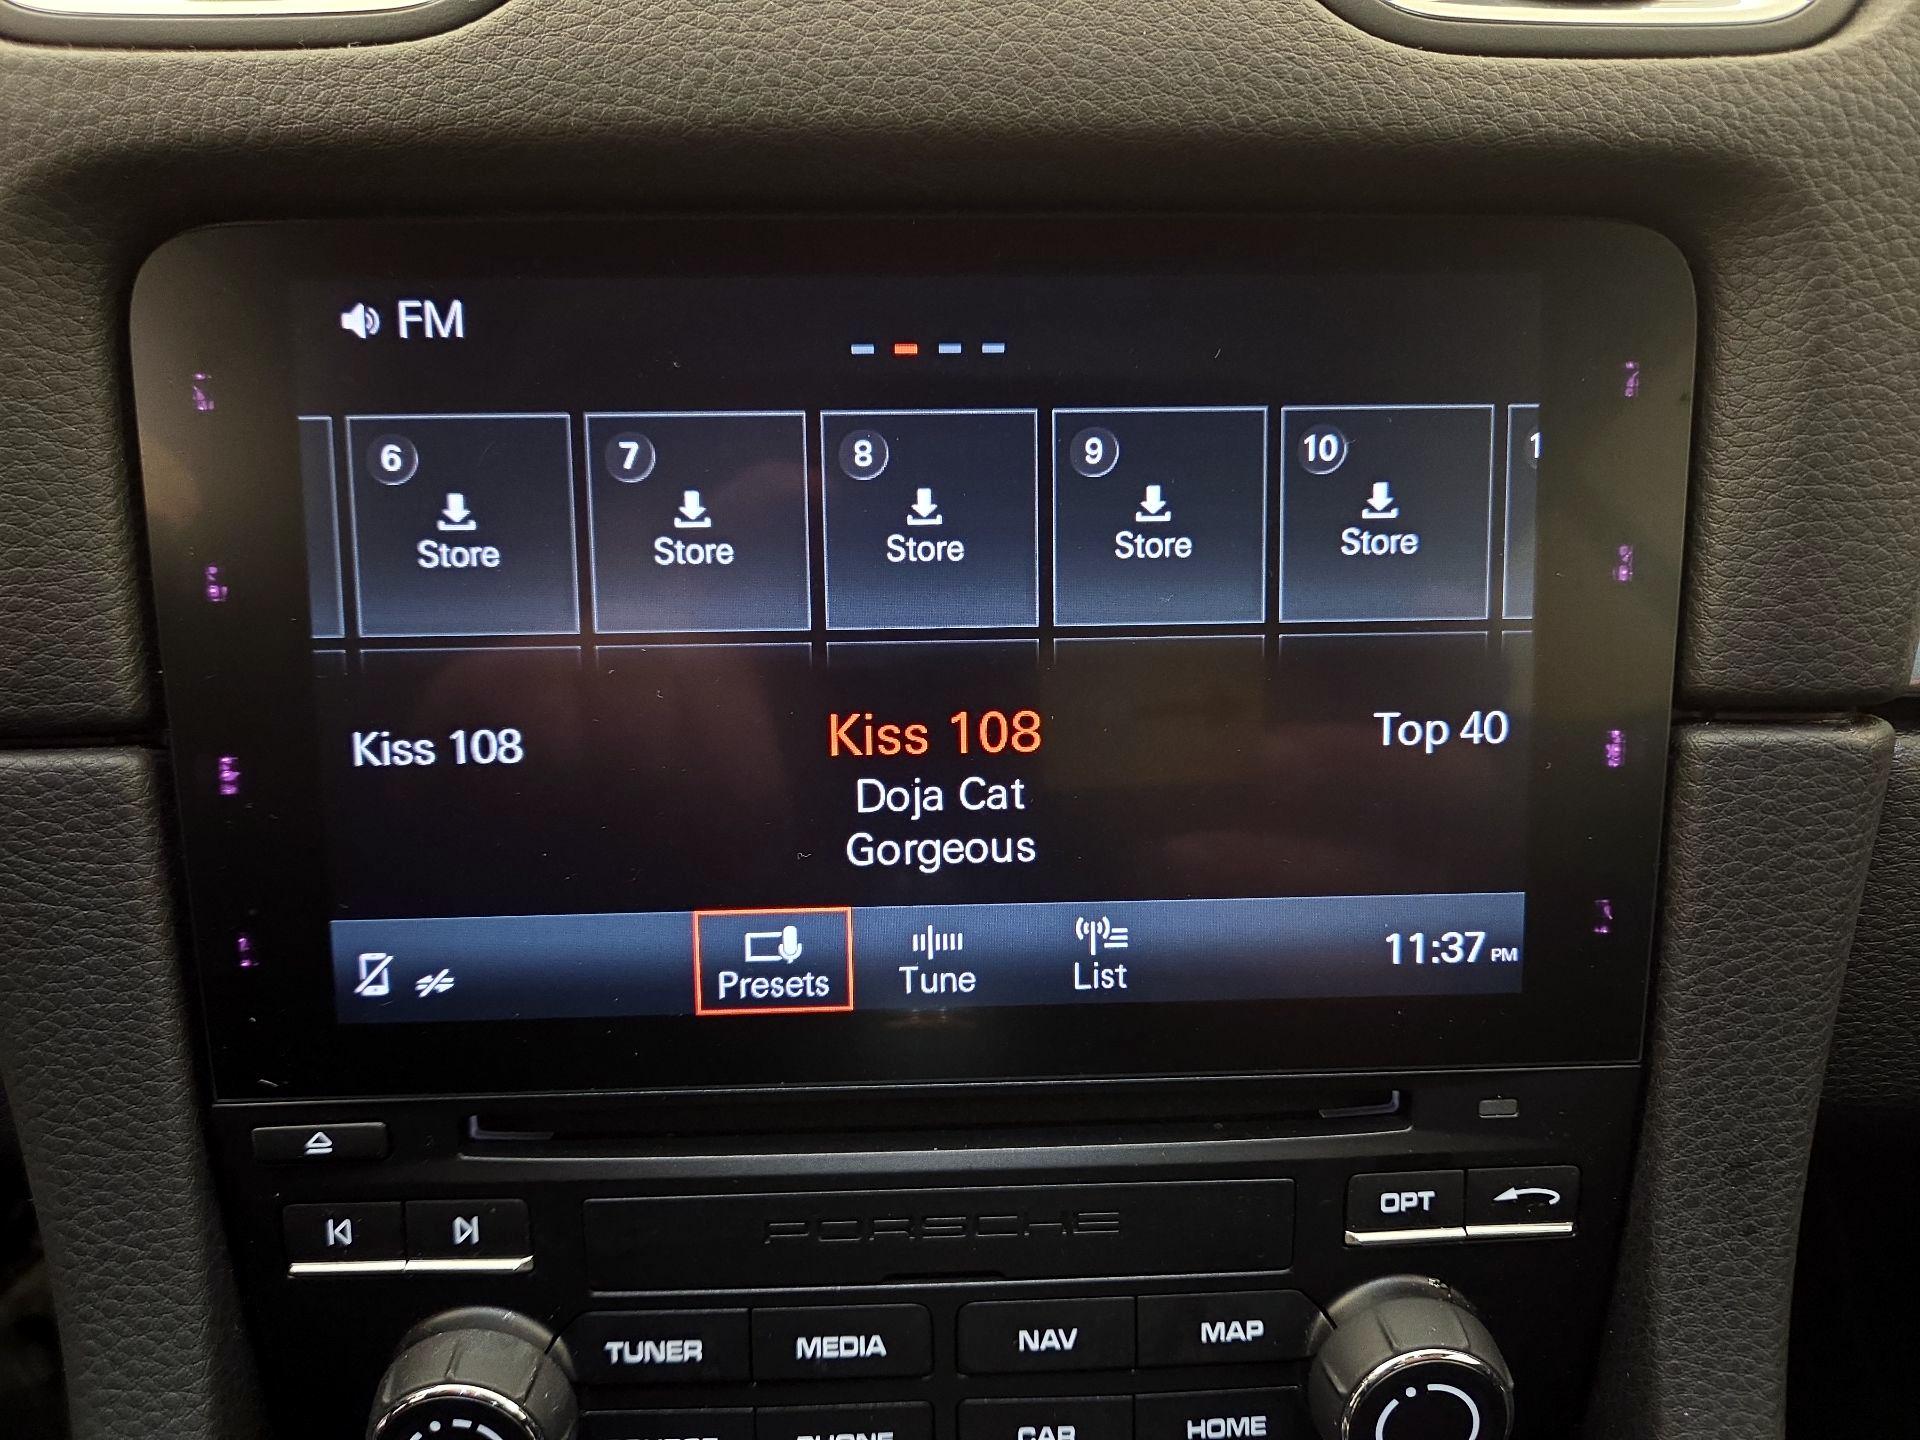 FM
6 7 8 9 10
Store Store Store Store Store
Kiss 108 Kiss 108 Top 40
Doja Cat
Gorgeous
Presets Tune List 11:37 PM
OPT
PORSCHE
TUNER MEDIA NAV MAP
PHONE CAR HOME